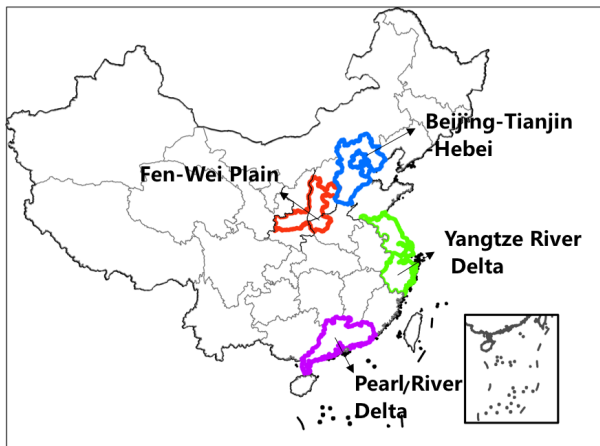 Beijing-Tianjin
Hebei
Fen-Wei Plain
Yangtze River
Delta
Pearl River
Delta